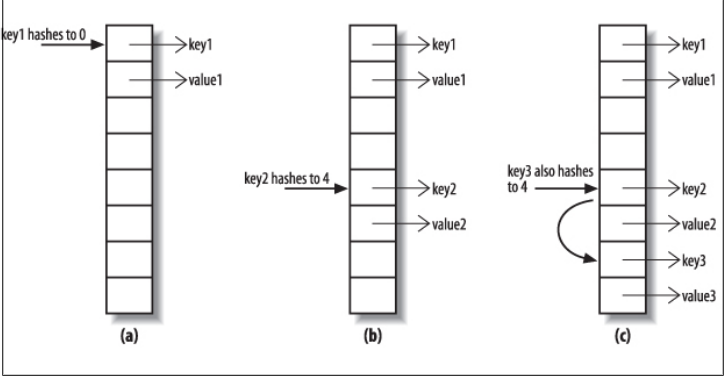 key1 hashes to 0
key1
value1
(a)
key1
value1
key2 hashes to 4
key2
value2
(b)
key1
value1
key3 also hashes
to 4
key2
value2
key3
value3
(c)